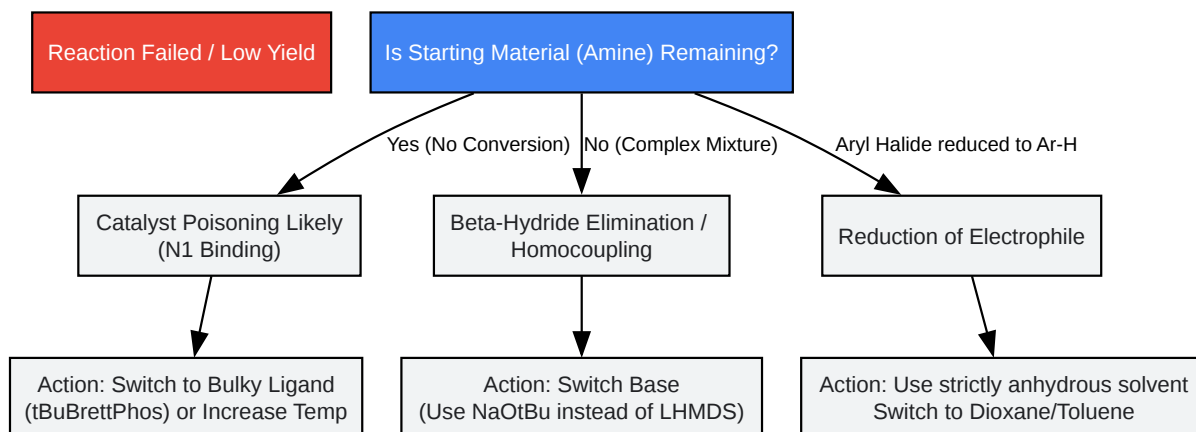 Reaction Failed / Low Yield
Is Starting Material (Amine) Remaining?
Yes (No Conversion)
No (Complex Mixture)
Aryl Halide reduced to Ar-H
Catalyst Poisoning Likely
(N1 Binding)
Beta-Hydride Elimination /
Homocoupling
Reduction of Electrophile
Action: Switch to Bulky Ligand
(tBuBrettPhos) or Increase Temp
Action: Switch Base
(Use NaOtBu instead of LHMDS)
Action: Use strictly anhydrous solvent
Switch to Dioxane/Toluene